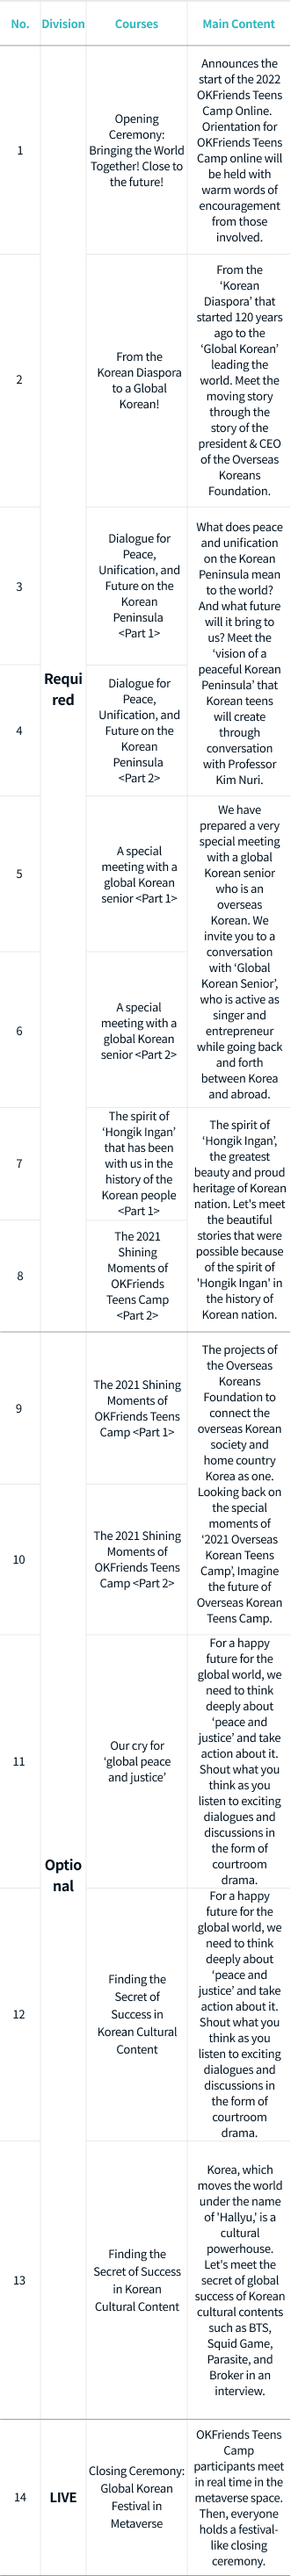 No. Division Courses Main Content
1
Opening
Ceremony:
Bringing the World
Together! Close to
the future!
Announces the
start of the 2022
OKFriends Teens
Camp Online.
Orientation for
OKFriends Teens
Camp online will
be held with
warm words of
encouragement
from those
involved.
2
From the
Korean Diaspora
to a Global
Korean!
From the
‘Korean
Diaspora’ that
started 120 years
ago to the
‘Global Korean’
leading the
world. Meet the
moving story
through the
story of the
president & CEO
of the Overseas
Koreans
Foundation.
3
Dialogue for
Peace,
Unification, and
Future on the
Korean
Peninsula
<Part 1>
What does peace
and unification
on the Korean
Peninsula mean
to the world?
And what future
will it bring to
us? Meet the
‘vision of a
peaceful Korean
Peninsula’ that
Korean teens
will create
through
conversation
with Professor
Kim Nuri.
Requi
red
4
Dialogue for
Peace,
Unification, and
Future on the
Korean
Peninsula
<Part 2>
5
A special
meeting with a
global Korean
senior <Part 1>
We have
prepared a very
special meeting
with a global
Korean senior
who is an
overseas
Korean. We
invite you to a
conversation
with ‘Global
Korean Senior’,
who is active as
singer and
entrepreneur
while going back
and forth
between Korea
and abroad.
6
A special
meeting with a
global Korean
senior <Part 2>
7
The spirit of
‘Hongik Ingan’
that has been
with us in the
history of the
Korean people
<Part 1>
The spirit of
‘Hongik Ingan’,
the greatest
beauty and proud
heritage of Korean
nation. Let's meet
the beautiful
stories that were
possible because
of the spirit of
'Hongik Ingan' in
the history of
Korean nation.
8
The 2021
Shining
Moments of
OKFriends
Teens Camp
<Part 2>
9
The 2021 Shining
Moments of
OKFriends Teens
Camp <Part 1>
The projects of
the Overseas
Koreans
Foundation to
connect the
overseas Korean
society and
home country
Korea as one.
Looking back on
the special
moments of
‘2021 Overseas
Korean Teens
Camp’, Imagine
the future of
Overseas Korean
Teens Camp.
10
The 2021 Shining
Moments of
OKFriends Teens
Camp <Part 2>
11
Our cry for
‘global peace
and justice’
For a happy
future for the
global world, we
need to think
deeply about
‘peace and
justice’ and take
action about it.
Shout what you
think as you
listen to exciting
dialogues and
discussions in
the form of
courtroom
drama.
Optio
nal
12
Finding the
Secret of
Success in
Korean Cultural
Content
For a happy
future for the
global world, we
need to think
deeply about
‘peace and
justice’ and take
action about it.
Shout what you
think as you
listen to exciting
dialogues and
discussions in
the form of
courtroom
drama.
13
Finding the
Secret of Success
in Korean
Cultural Content
Korea, which
moves the world
under the name
of 'Hallyu,' is a
cultural
powerhouse.
Let’s meet the
secret of global
success of Korean
cultural contents
such as BTS,
Squid Game,
Parasite, and
Broker in an
interview.
14
LIVE
Closing Ceremony:
Global Korean
Festival in
Metaverse
OKFriends Teens
Camp
participants meet
in real time in the
metaverse space.
Then, everyone
holds a festival-
like closing
ceremony.